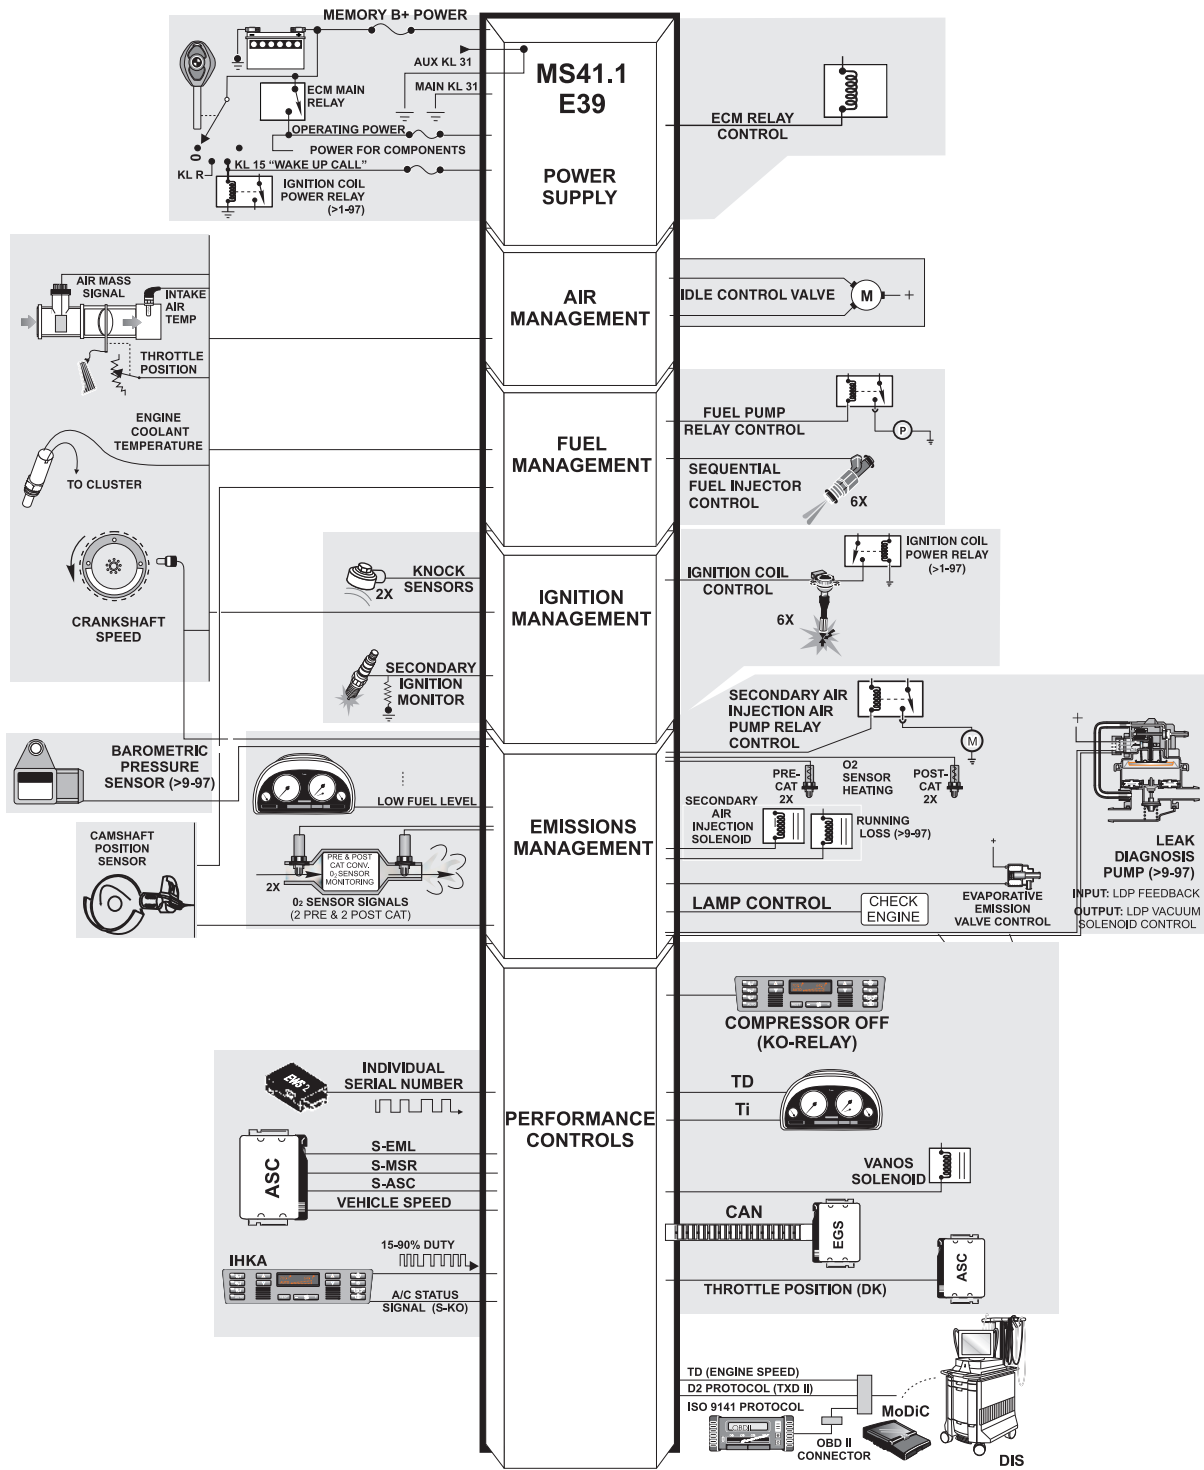 MEMORY B+ POWER
AUX KL 31
ECM MAIN
RELAY
MAIN KL 31
OPERATING POWER
POWER FOR COMPONENTS
0
KL R
KL 15 “WAKE UP CALL”
IGNITION COIL
POWER RELAY
(>1-97)
MS41.1
E39
POWER
SUPPLY
ECM RELAY
CONTROL
AIR MASS
SIGNAL
INTAKE
AIR
TEMP
THROTTLE
POSITION
ENGINE
COOLANT
TEMPERATURE
TO CLUSTER
CRANKSHAFT
SPEED
AIR
MANAGEMENT
IDLE CONTROL VALVE
M
+
FUEL
MANAGEMENT
FUEL PUMP
RELAY CONTROL
P
SEQUENTIAL
FUEL INJECTOR
CONTROL
6X
KNOCK
SENSORS
2X
SECONDARY
IGNITION
MONITOR
IGNITION
MANAGEMENT
IGNITION COIL
CONTROL
6X
IGNITION COIL
POWER RELAY
(>1-97)
BAROMETRIC
PRESSURE
SENSOR (>9-97)
CAMSHAFT
POSITION
SENSOR
LOW FUEL LEVEL
PRE & POST
CAT CONV.
02 SENSOR
MONITORING
2X
02 SENSOR SIGNALS
(2 PRE & 2 POST CAT)
EMISSIONS
MANAGEMENT
SECONDARY AIR
INJECTION AIR
PUMP RELAY
CONTROL
M
PRE-
CAT
2X
O2
SENSOR
HEATING
POST-
CAT
2X
SECONDARY
AIR
INJECTION
SOLENOID
RUNNING
LOSS (>9-97)
+
LEAK
DIAGNOSIS
PUMP (>9-97)
INPUT: LDP FEEDBACK
OUTPUT: LDP VACUUM
SOLENOID CONTROL
+
EVAPORATIVE
EMISSION
VALVE CONTROL
LAMP CONTROL
CHECK
ENGINE
COMPRESSOR OFF
(KO-RELAY)
INDIVIDUAL
SERIAL NUMBER
EWS 2
ASC
S-EML
S-MSR
S-ASC
VEHICLE SPEED
15-90% DUTY
IHKA
A/C STATUS
SIGNAL (S-KO)
PERFORMANCE
CONTROLS
TD
Ti
VANOS
SOLENOID
CAN
EGS
ASC
THROTTLE POSITION (DK)
TD (ENGINE SPEED)
D2 PROTOCOL (TXD II)
ISO 9141 PROTOCOL
OBD II
OBD II
CONNECTOR
MoDiC
DIS